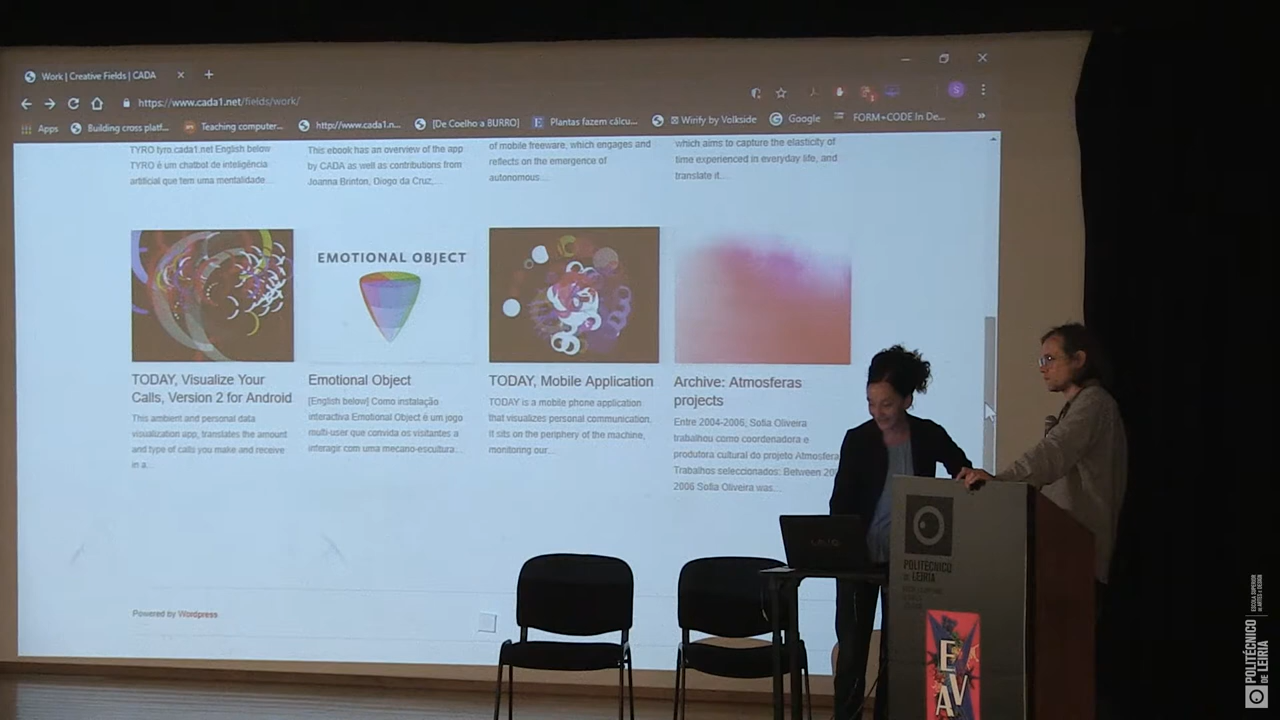 Work | Creative Fields | CADA
https://www.cada1.net/fields/work/
Apps
Building cross platf...
Teaching computer...
http://www.cada1.n...
[De Coelho a BURRO]
Plantas fazem cálcu...
Wirify by Volkside
Google
FORM+CODE In De...
TYRO tyro.cada1.net English below
TYRO é um chatbot de inteligência
artificial que tem uma mentalidade...
This ebook has an overview of the app
by CADA as well as contributions from
Joanna Brinton, Diogo da Cruz,...
of mobile freeware, which engages and
reflects on the emergence of
autonomous...
which aims to capture the elasticity of
time experienced in everyday life, and
translate it...
EMOTIONAL OBJECT
TODAY, Visualize Your
Calls, Version 2 for Android
This ambient and personal data
visualization app, translates the amount
and type of calls you make and receive
in a...
Emotional Object
[English below] Como instalação
interactiva Emotional Object é um jogo
multi-user que convida os visitantes a
interagir com uma mecano-escultura...
TODAY, Mobile Application
TODAY is a mobile phone application
that visualizes personal communication.
It sits on the periphery of the machine,
monitoring our...
Archive: Atmosferas
projects
Entre 2004-2006, Sofia Oliveira
trabalhou como coordenadora e
produtora cultural do projeto Atmosfera
Trabalhos seleccionados: Between 20
2006 Sofia Oliveira was...
Powered by Wordpress
POLITÉCNICO
DE LEIRIA
E
V
A
POLITÉCNICO
DE LEIRIA
ESCOLA SUPERIOR
DE ARTES E DESIGN